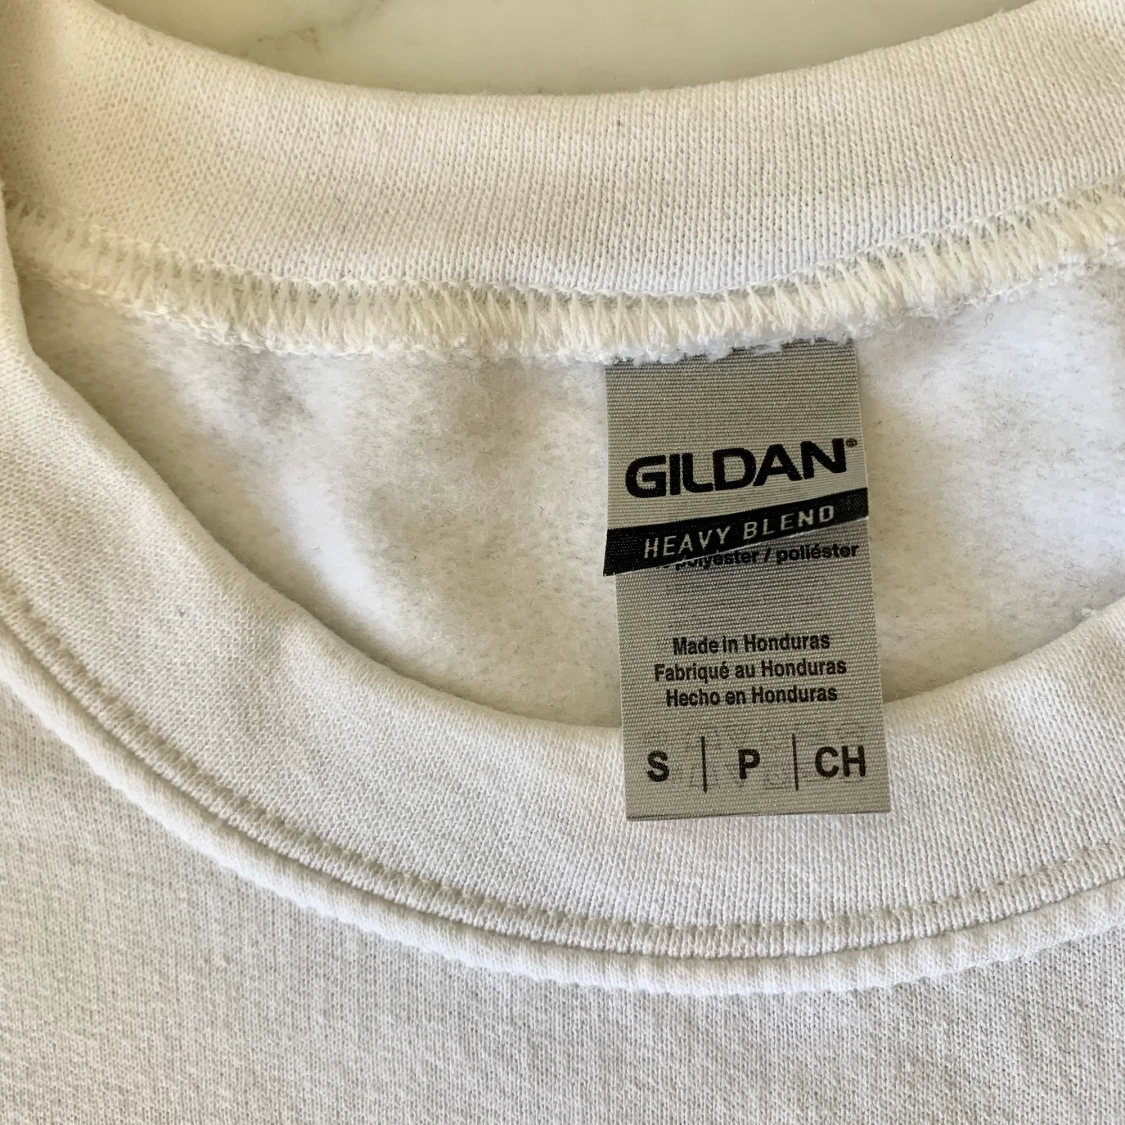 GILDAN®
HEAVY BLEND
polyester / poliéster
Made in Honduras
Fabriqué au Honduras
Hecho en Honduras
S | P | CH